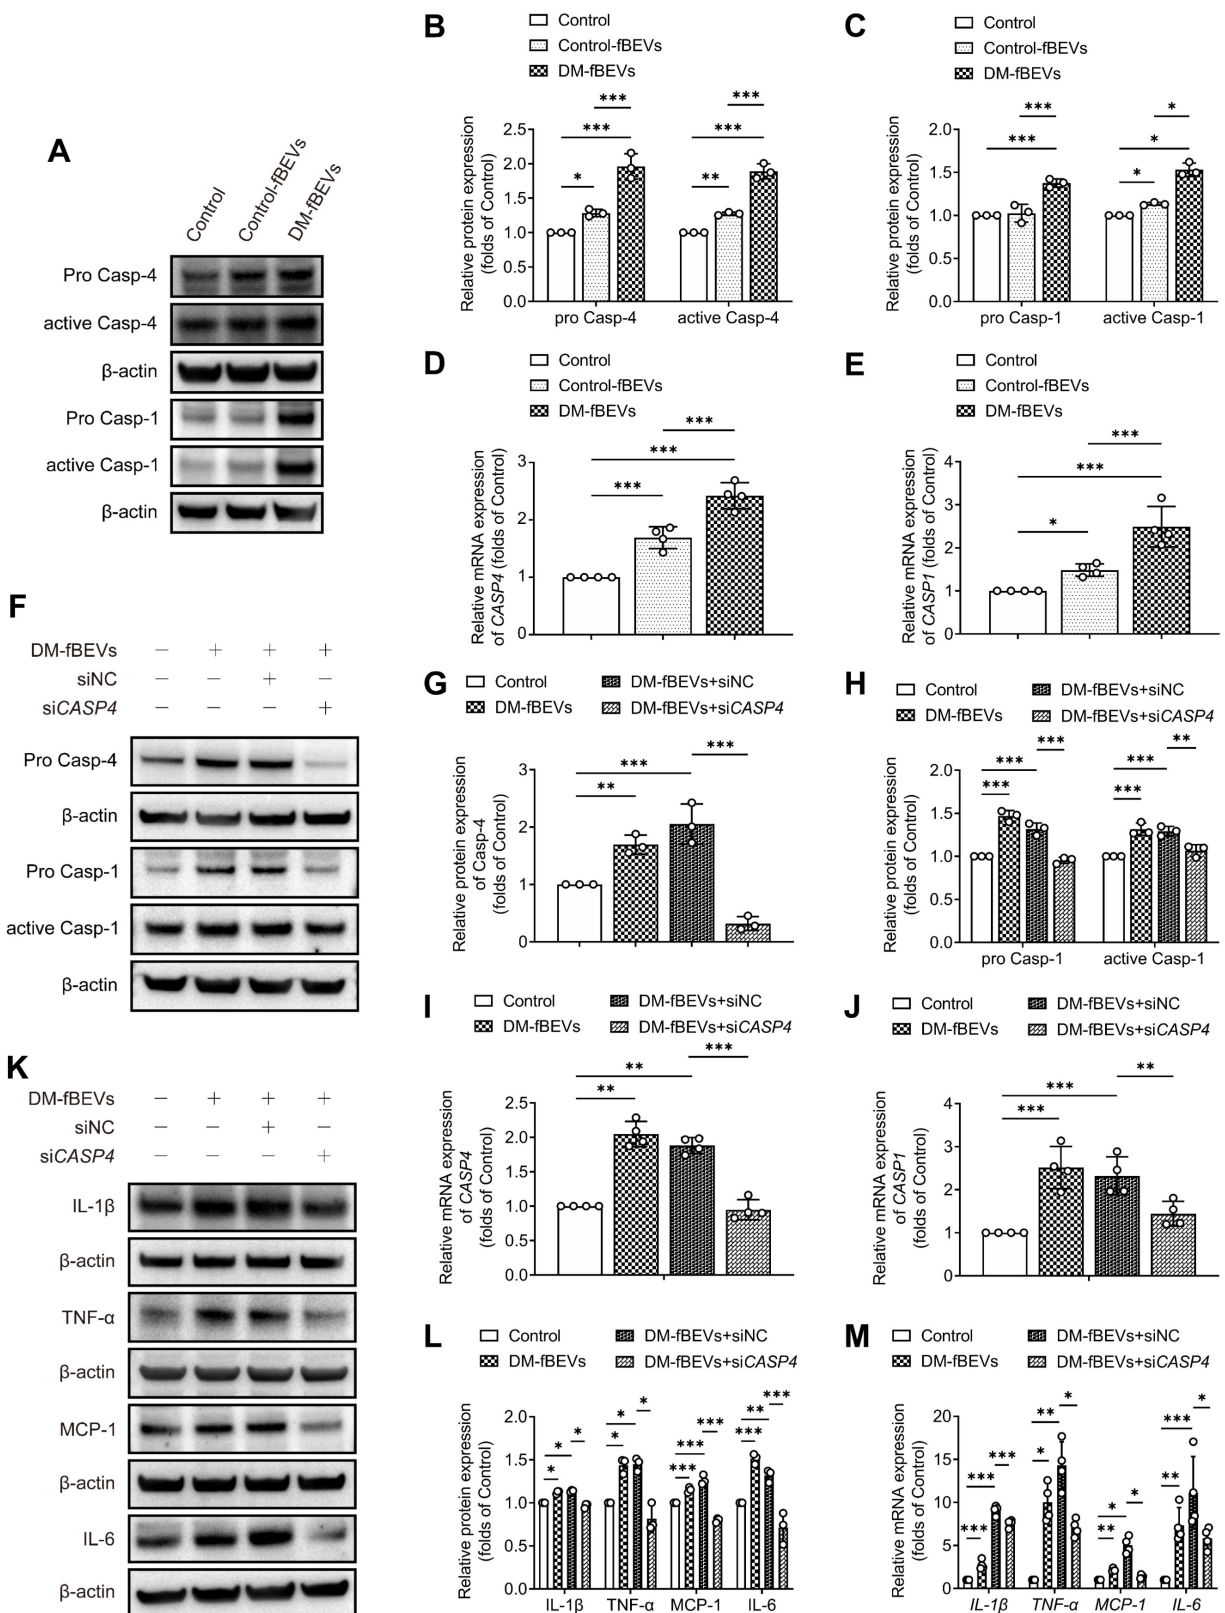 A
Control
Control-fBEVs
DM-fBEVs
Pro Casp-4
active Casp-4
β-actin
Pro Casp-1
active Casp-1
β-actin
B
Control
Control-fBEVs
DM-fBEVs
Relative protein expression
(folds of Control)
2.5
2.0
1.5
1.0
0.5
0.0
*
***
***
**
***
***
pro Casp-4
active Casp-4
C
Control
Control-fBEVs
DM-fBEVs
Relative protein expression
(folds of Control)
2.0
1.5
1.0
0.5
0.0
***
***
*
*
*
pro Casp-1
active Casp-1
D
Control
Control-fBEVs
DM-fBEVs
Relative mRNA expression
of CASP4 (folds of Control)
3
2
1
0
***
***
***
E
Control
Control-fBEVs
DM-fBEVs
Relative mRNA expression
of CASP1 (folds of Control)
4
3
2
1
0
*
***
***
F
DM-fBEVs – + + +
siNC – – + –
siCASP4 – – – +
Pro Casp-4
β-actin
Pro Casp-1
active Casp-1
β-actin
G
Control
DM-fBEVs
DM-fBEVs+siNC
DM-fBEVs+siCASP4
Relative protein expression
of Casp-4
(folds of Control)
3
2
1
0
**
***
***
H
Control
DM-fBEVs
DM-fBEVs+siNC
DM-fBEVs+siCASP4
Relative protein expression
(folds of Control)
2.0
1.5
1.0
0.5
0.0
***
***
***
***
***
**
pro Casp-1
active Casp-1
I
Control
DM-fBEVs
DM-fBEVs+siNC
DM-fBEVs+siCASP4
Relative mRNA expression
of CASP4
(folds of Control)
2.5
2.0
1.5
1.0
0.5
0.0
**
**
***
J
Control
DM-fBEVs
DM-fBEVs+siNC
DM-fBEVs+siCASP4
Relative mRNA expression
of CASP1
(folds of Control)
4
3
2
1
0
***
***
**
K
DM-fBEVs – + + +
siNC – – + –
siCASP4 – – – +
IL-1β
β-actin
TNF-α
β-actin
MCP-1
β-actin
IL-6
β-actin
L
Control
DM-fBEVs
DM-fBEVs+siNC
DM-fBEVs+siCASP4
Relative protein expression
(folds of Control)
2.0
1.5
1.0
0.5
0.0
*
*
*
*
*
*
***
***
***
***
**
***
IL-1β
TNF-α
MCP-1
IL-6
M
Control
DM-fBEVs
DM-fBEVs+siNC
DM-fBEVs+siCASP4
Relative mRNA expression
(folds of Control)
20
15
10
5
0
***
***
***
*
**
*
**
*
*
**
***
*
IL-1β
TNF-α
MCP-1
IL-6